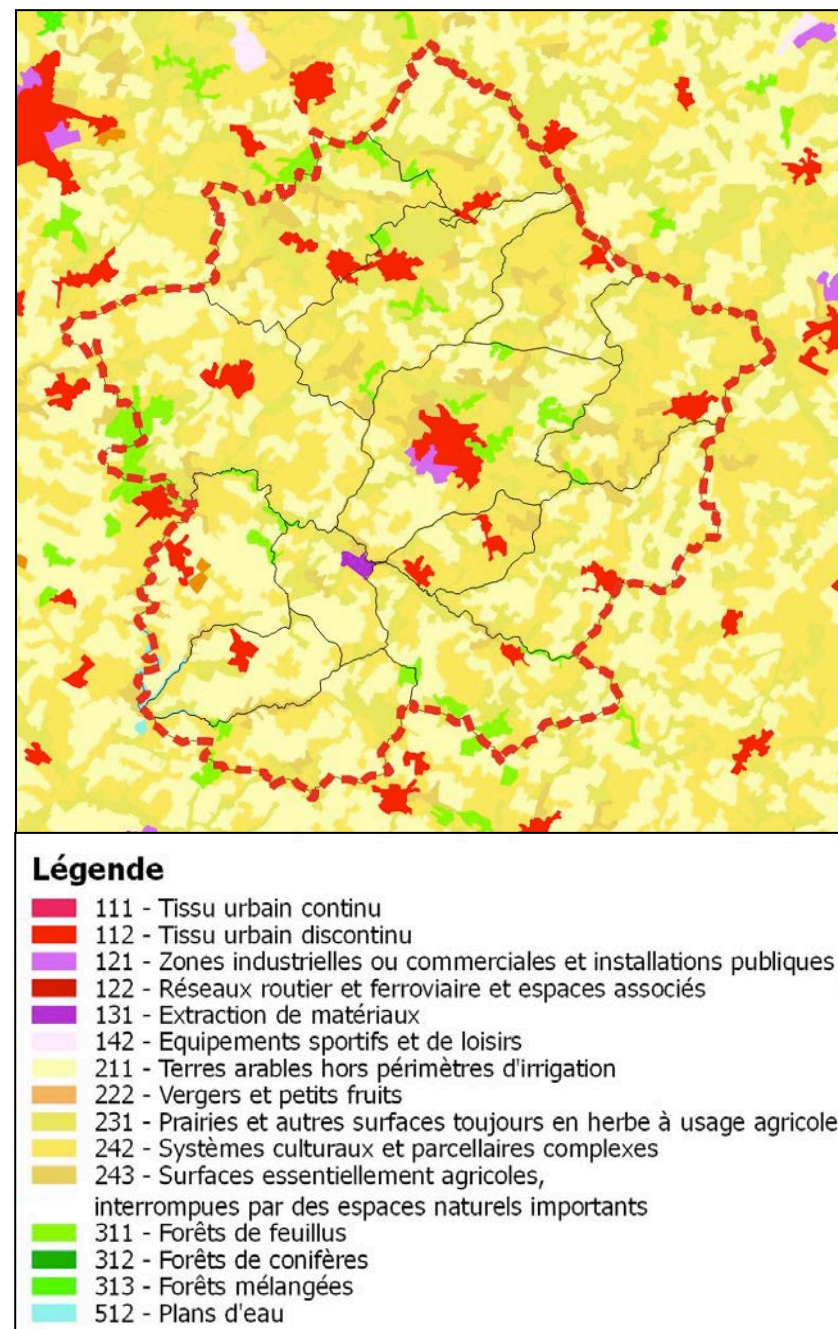 Légende
111 - Tissu urbain continu
112 - Tissu urbain discontinu
121 - Zones industrielles ou commerciales et installations publiques
122 - Réseaux routier et ferroviaire et espaces associés
131 - Extraction de matériaux
142 - Equipements sportifs et de loisirs
211 - Terres arables hors périmètres d'irrigation
222 - Vergers et petits fruits
231 - Prairies et autres surfaces toujours en herbe à usage agricole
242 - Systèmes culturaux et parcellaires complexes
243 - Surfaces essentiellement agricoles,
interrompues par des espaces naturels importants
311 - Forêts de feuillus
312 - Forêts de conifères
313 - Forêts mélangées
512 - Plans d'eau